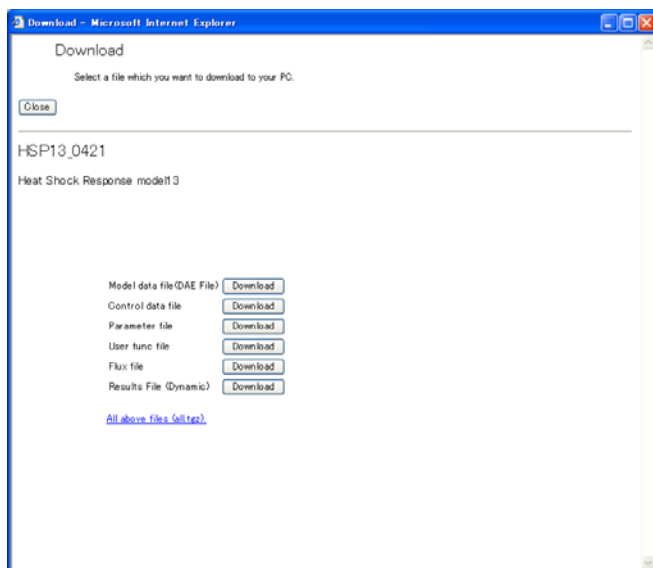 Download - Microsoft Internet Explorer
Download
Select a file which you want to download to your PC.
Close
HSP13_0421
Heat Shock Response model13
Model data file(DAE File) Download
Control data file Download
Parameter file Download
User func file Download
Flux file Download
Results File (Dynamic) Download
All above files (all.tgz).